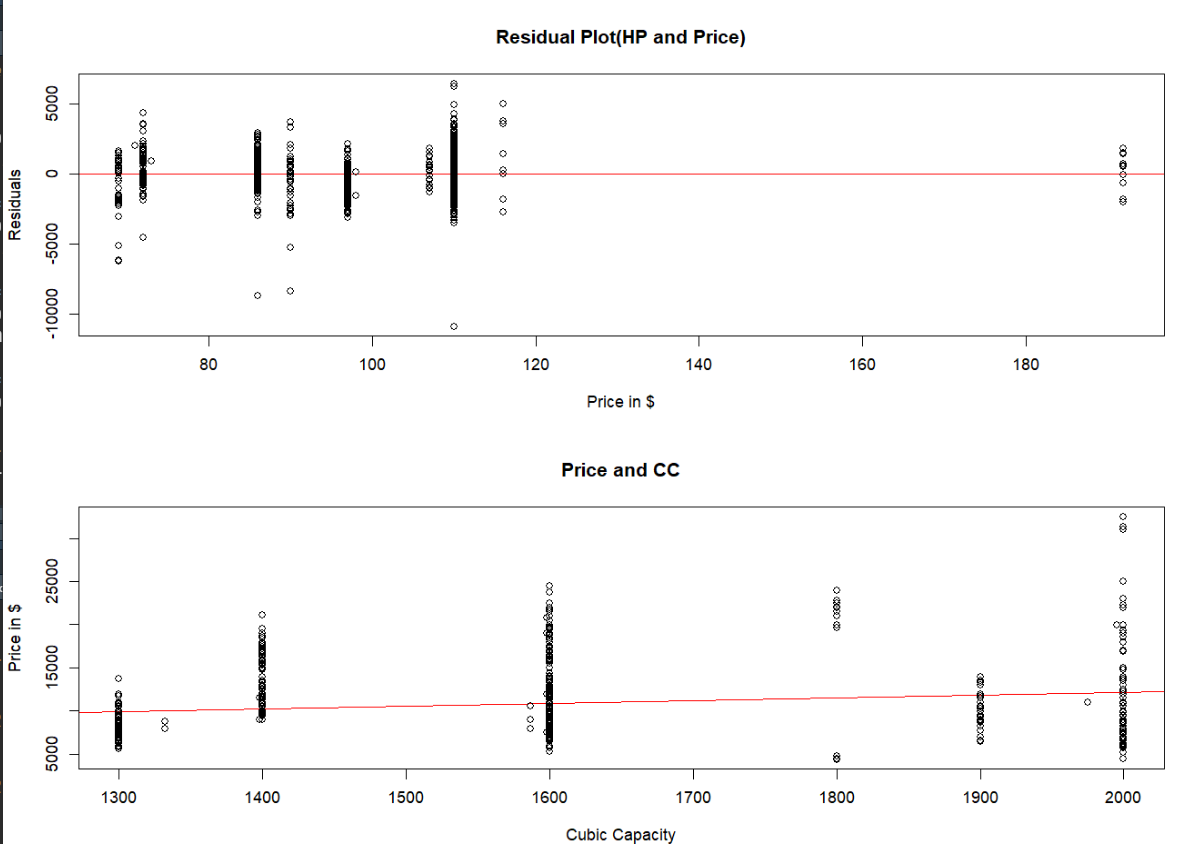 Residual Plot(HP and Price)
Residuals
5000
0
-5000
-10000
80 100 120 140 160 180
Price in $
Price and CC
Price in $
25000
15000
5000
1300 1400 1500 1600 1700 1800 1900 2000
Cubic Capacity